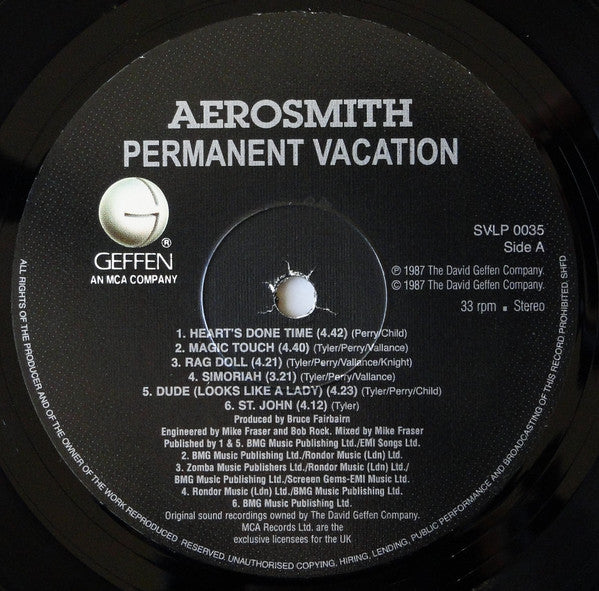 AEROSMITH
PERMANENT VACATION
G
®
GEFFEN
AN MCA COMPANY
SVLP 0035
Side A
℗ 1987 The David Geffen Company.
© 1987 The David Geffen Company.
33 rpm ■ Stereo
1. HEART'S DONE TIME (4.42) (Perry/Child)
2. MAGIC TOUCH (4.40) (Tyler/Perry/Vallance)
3. RAG DOLL (4.21) (Tyler/Perry/Vallance/Knight)
4. SIMORIAH (3.21) (Tyler/Perry/Vallance)
5. DUDE (LOOKS LIKE A LADY) (4.23) (Tyler/Perry/Child)
6. ST. JOHN (4.12) (Tyler)
Produced by Bruce Fairbairn
Engineered by Mike Fraser and Bob Rock. Mixed by Mike Fraser
Published by 1 & 5. BMG Music Publishing Ltd./EMI Songs Ltd.
2. BMG Music Publishing Ltd./Rondor Music (Ldn) Ltd.
3. Zomba Music Publishers Ltd./Rondor Music (Ldn) Ltd./
BMG Music Publishing Ltd./Screeen Gems-EMI Music Ltd.
4. Rondor Music (Ldn) Ltd./BMG Music Publishing Ltd.
6. BMG Music Publishing Ltd.
Original sound recordings owned by The David Geffen Company.
MCA Records Ltd. are the
exclusive licensees for the UK
ALL RIGHTS OF THE PRODUCER AND OF THE OWNER OF THE WORK REPRODUCED RESERVED. UNAUTHORISED COPYING, HIRING, LENDING, PUBLIC PERFORMANCE AND BROADCASTING OF THIS RECORD PROHIBITED. SHFD